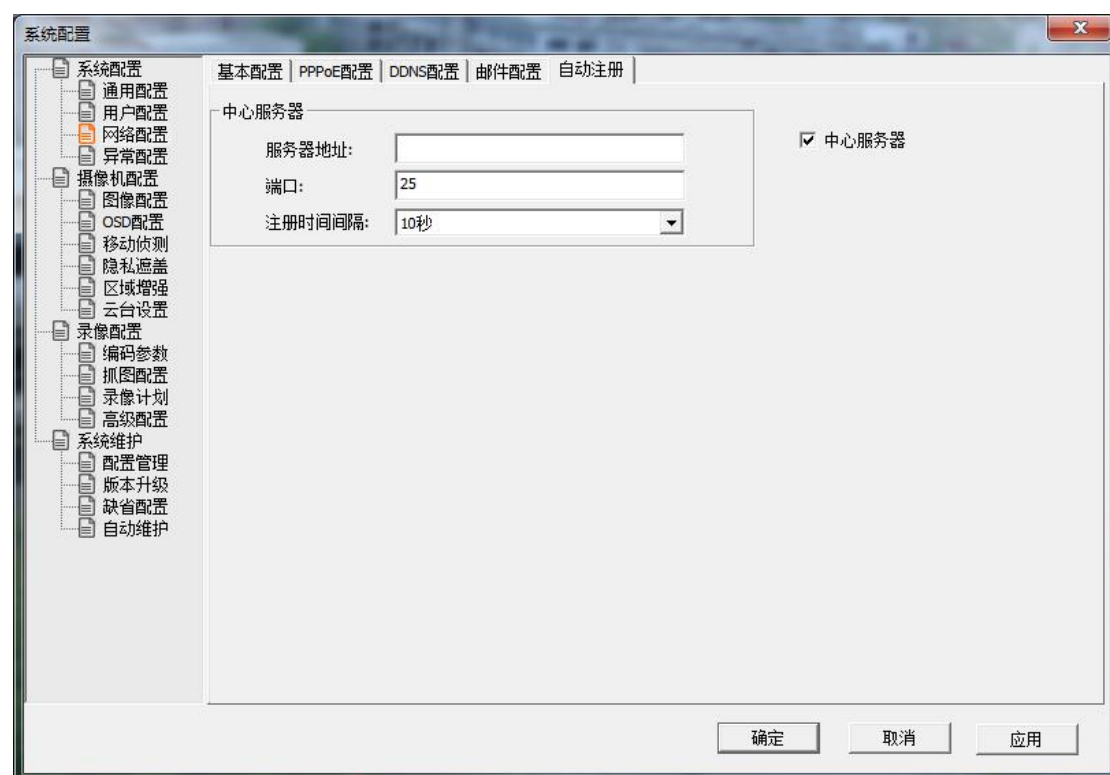 系统配置
系统配置
通用配置
用户配置
网络配置
异常配置
摄像机配置
图像配置
OSD配置
移动侦测
隐私遮盖
区域增强
云台设置
录像配置
编码参数
抓图配置
录像计划
高级配置
系统维护
配置管理
版本升级
缺省配置
自动维护
基本配置 PPPoE配置 DDNS配置 邮件配置 自动注册
中心服务器
服务器地址:
端口: 25
注册时间间隔: 10秒
中心服务器
确定 取消 应用